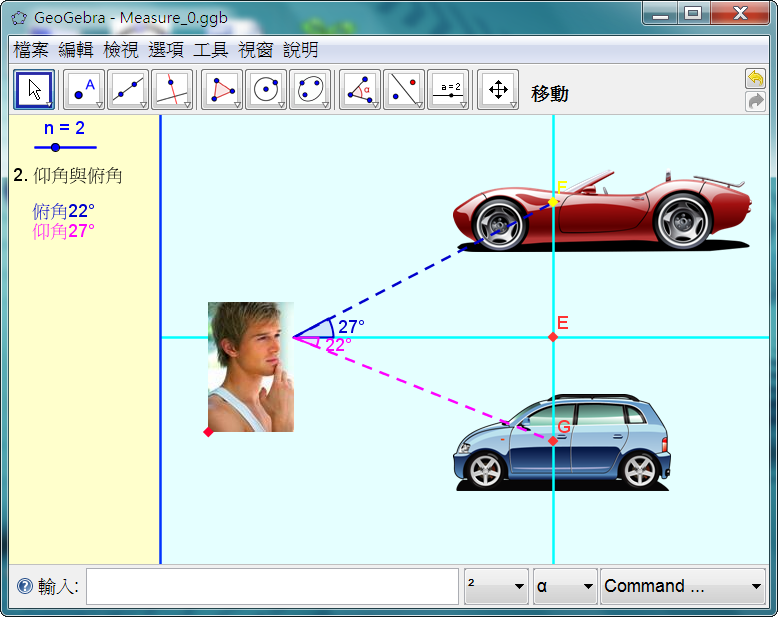 GeoGebra - Measure_0.ggb
檔案 編輯 檢視 選項 工具 視窗 說明
A α a=2 移動
n = 2
2. 仰角與俯角
俯角22°
仰角27°
F
27°
E
22°
G
輸入: ² α Command ...